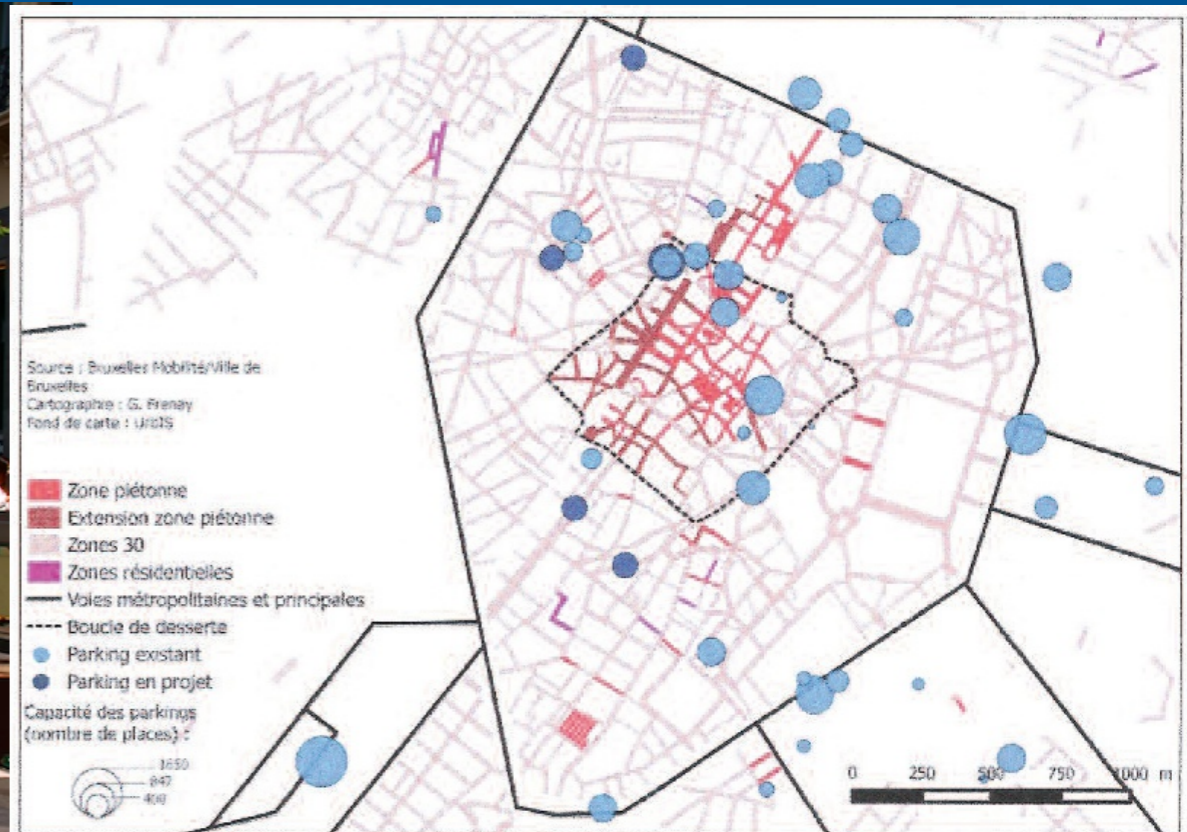 Source : Bruxelles Mobilité/Ville de
Bruxelles
Cartographie : G. Frenay
Fond de carte : UrbIS
Zone piétonne
Extension zone piétonne
Zones 30
Zones résidentielles
Voies métropolitaines et principales
Boucle de desserte
Parking existant
Parking en projet
Capacité des parkings
(nombre de places) :
1650
847
0 250 500 750 1000 m